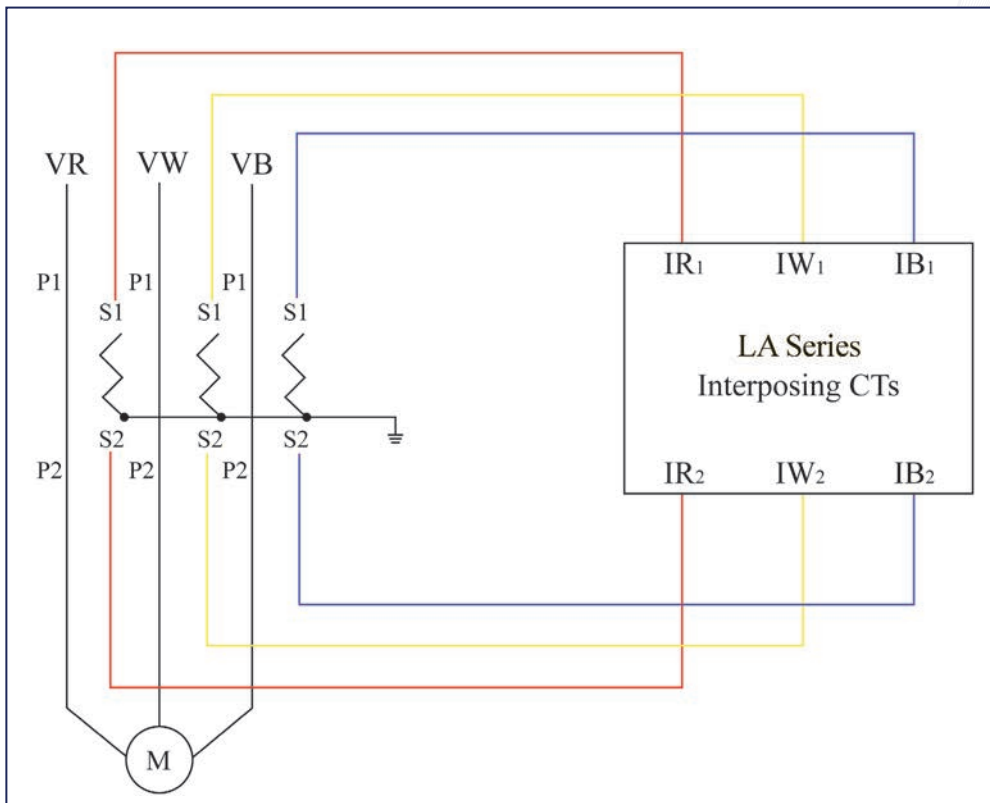 VR VW VB
P1 P1 P1
S1 S1 S1
IR1 IW1 IB1
LA Series
Interposing CTs
S2 S2 S2
P2 P2 P2
IR2 IW2 IB2
M